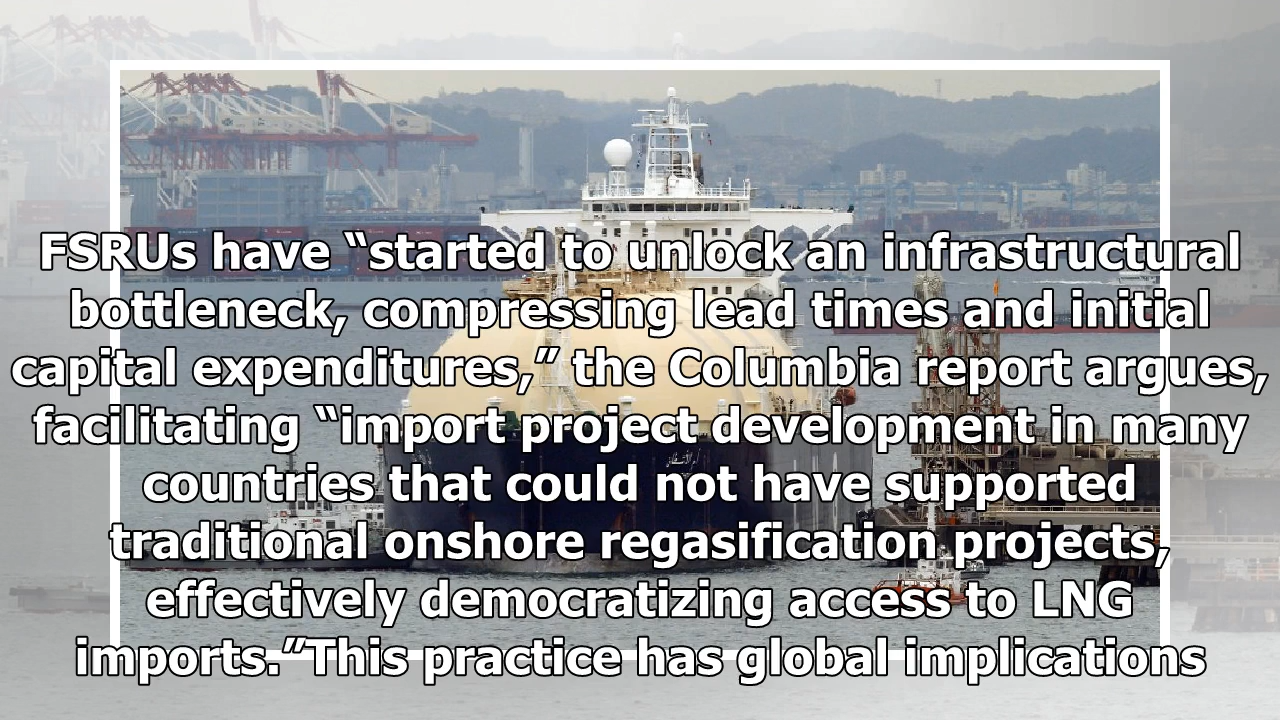 FSRUs have “started to unlock an infrastructural
bottleneck, compressing lead times and initial
capital expenditures,” the Columbia report argues,
facilitating “import project development in many
countries that could not have supported
traditional onshore regasification projects,
effectively democratizing access to LNG
imports.”This practice has global implications